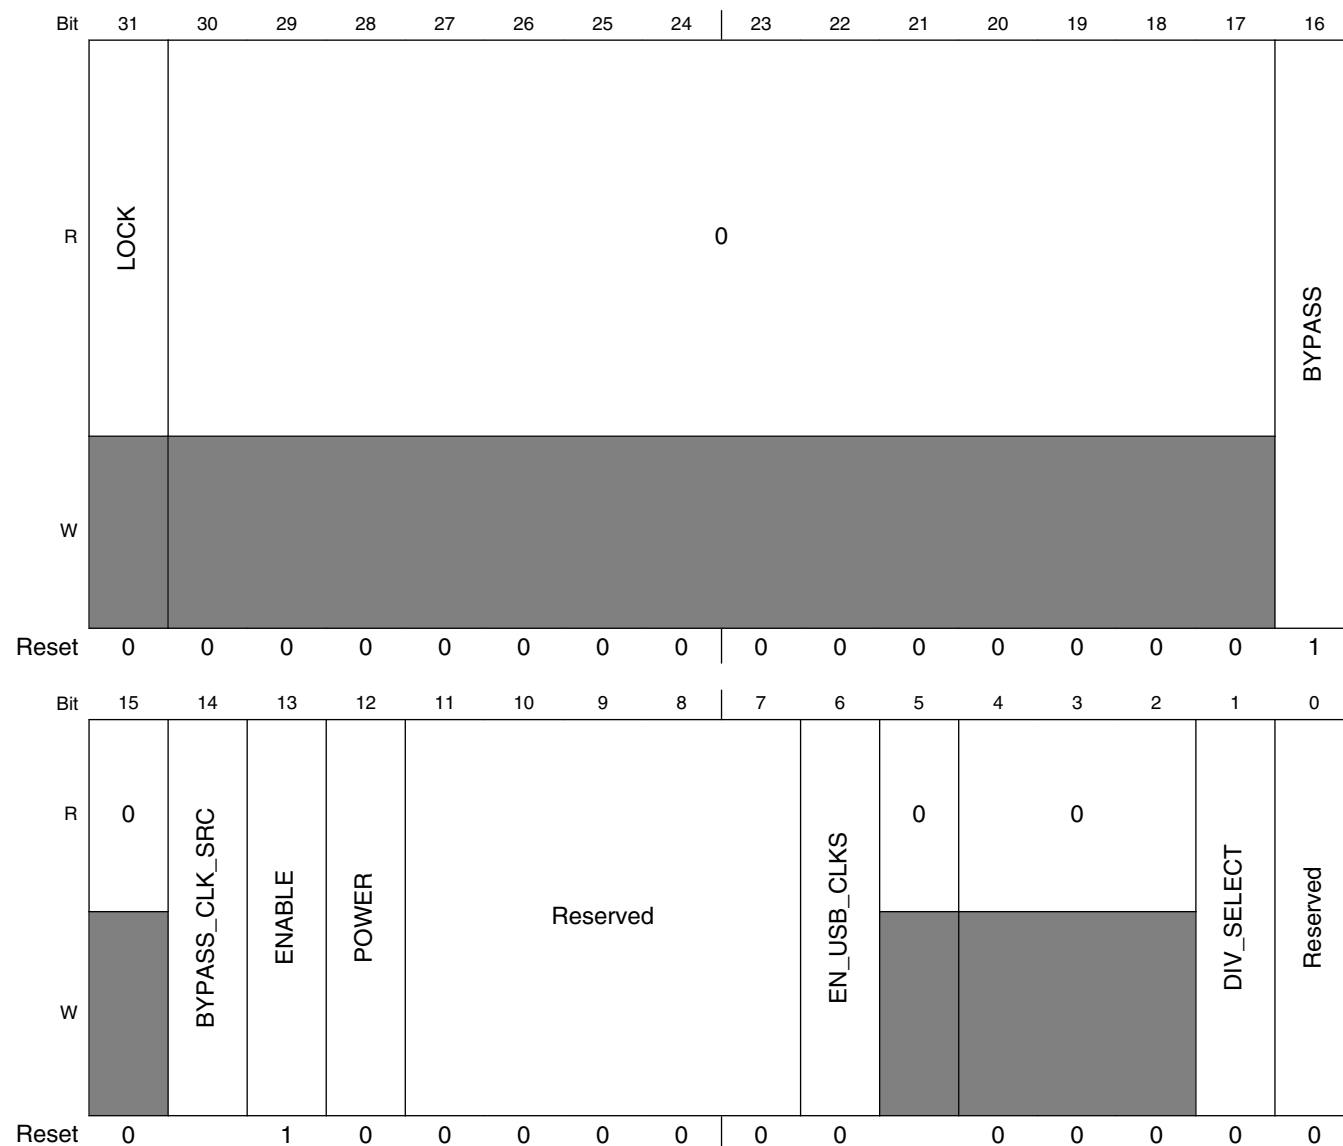 Bit 31 30 29 28 27 26 25 24 23 22 21 20 19 18 17 16
R LOCK 0 BYPASS
W
Reset 0 0 0 0 0 0 0 0 0 0 0 0 0 0 0 1
Bit 15 14 13 12 11 10 9 8 7 6 5 4 3 2 1 0
R 0 BYPASS_CLK_SRC ENABLE POWER Reserved EN_USB_CLKS 0 0 DIV_SELECT Reserved
W
Reset 0 1 0 0 0 0 0 0 0 0 0 0 0 0